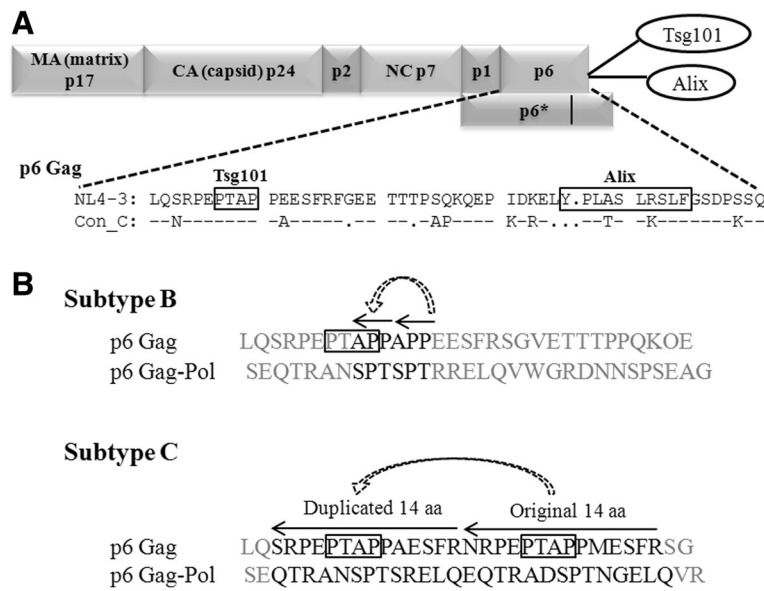 A
MA (matrix) p17
CA (capsid) p24
p2
NC p7
p1
p6
Tsg101
Alix
p6*
p6 Gag
Tsg101
Alix
NL4-3: LQSRPEPTAP PEESFRFGEE TTTPSQKQEP IDKELY.PLAS LRSLFGSDPSSQ
Con_C: --N------- --A----.-. -----AP--- K-R--...--T- -K-------K--
B
Subtype B
p6 Gag LQSRPEPTAPPAPPEESFRSGVETTTPPQKOE
p6 Gag-Pol SEQTRANSPTSPTRRELQVWGRDNNSPSEAG
Subtype C
Duplicated 14 aa
Original 14 aa
p6 Gag LQSRPEPTAPPAESFRNRPEPTAPPMESFRSG
p6 Gag-Pol SEQTRANSPTSRELQEQTRADSPTNGELQVR